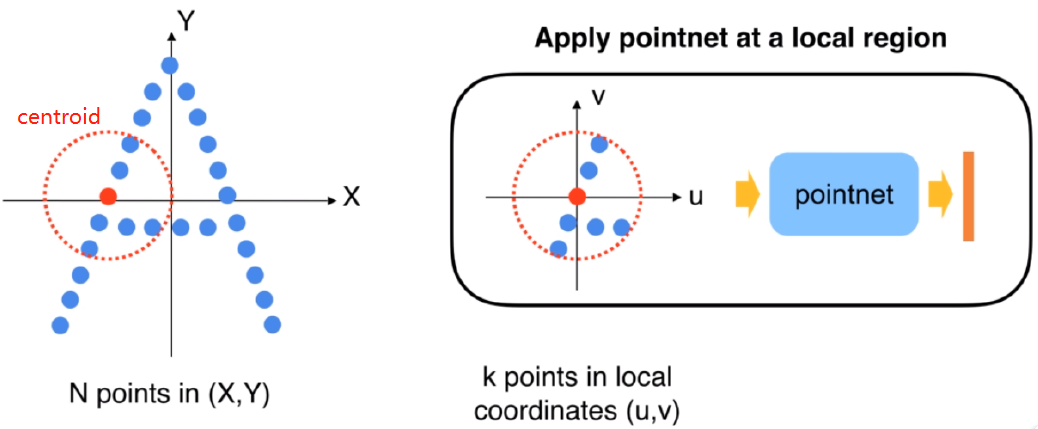 Y
centroid
X
N points in (X,Y)
Apply pointnet at a local region
v
u
pointnet
k points in local
coordinates (u,v)